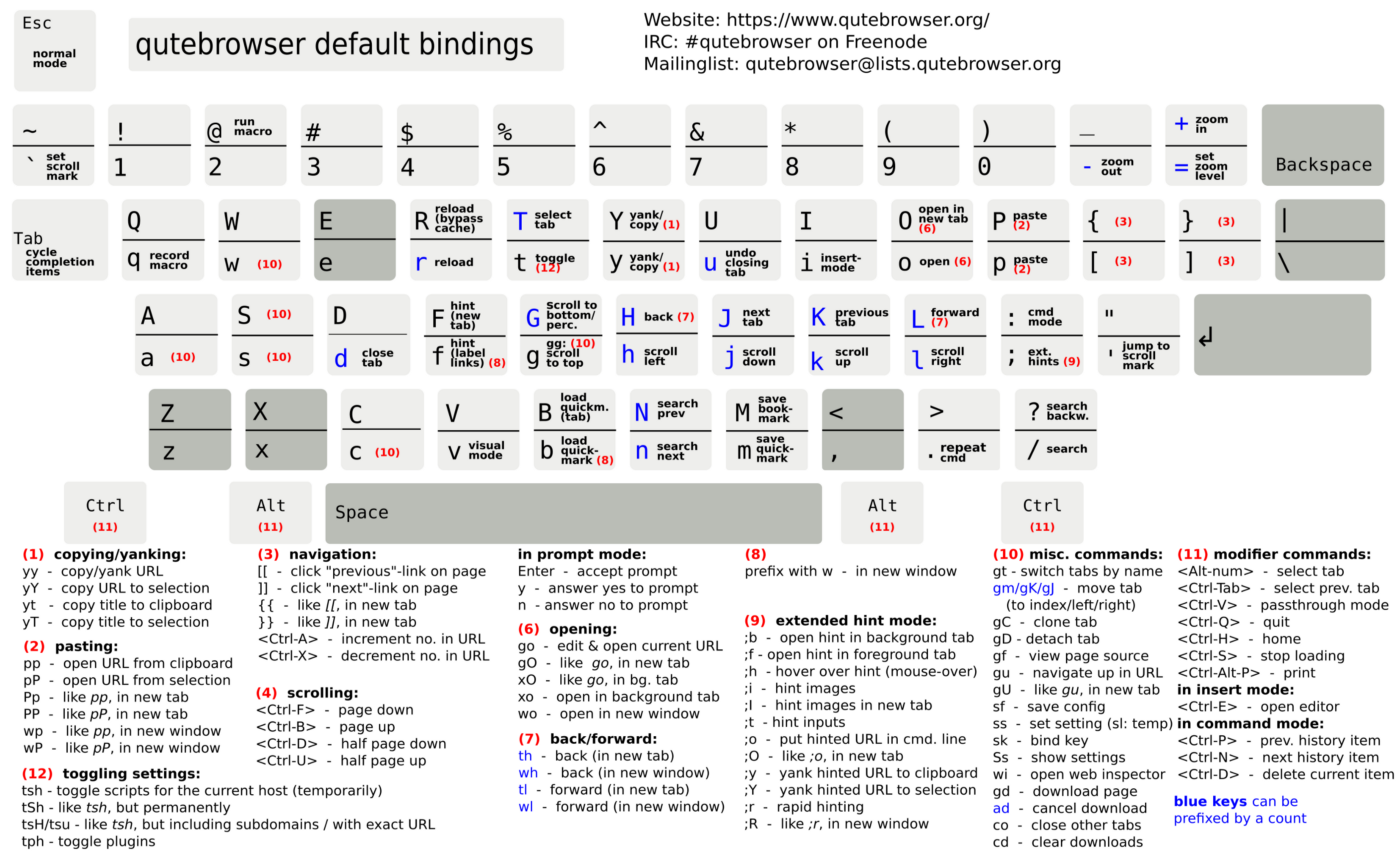 Esc
normal
mode
qutebrowser default bindings
Website: https://www.qutebrowser.org/
IRC: #qutebrowser on Freenode
Mailinglist: qutebrowser@lists.qutebrowser.org
~
` set
scroll
mark
!
1
@ run
macro
2
#
3
$
4
%
5
^
6
&
7
*
8
(
9
)
0
_
- zoom
out
+ zoom
in
= set
zoom
level
Backspace
Tab
cycle
completion
items
Q
q record
macro
W
w (10)
E
e
R reload
(bypass
cache)
r reload
T select
tab
t toggle
(12)
Y yank/
copy (1)
y yank/
copy (1)
U
u undo
closing
tab
I
i insert-
mode
O open in
new tab
(6)
o open (6)
P paste
(2)
p paste
(2)
{ (3)
[ (3)
} (3)
] (3)
|
\
A
a (10)
S (10)
s (10)
D
d close
tab
F hint
(new
tab)
f hint
(label
links) (8)
G scroll to
bottom/
perc.
g gg: (10)
scroll
to top
H back (7)
h scroll
left
J next
tab
j scroll
down
K previous
tab
k scroll
up
L forward
(7)
l scroll
right
: cmd
mode
; ext.
hints (9)
"
' jump to
scroll
mark
↲
Z
z
X
x
C
c (10)
V
v visual
mode
B load
quickm.
(tab)
b load
quick-
mark (8)
N search
prev
n search
next
M save
book-
mark
m save
quick-
mark
<
,
>
. repeat
cmd
? search
backw.
/ search
Ctrl
(11)
Alt
(11)
Space
Alt
(11)
Ctrl
(11)
(1) copying/yanking:
yy - copy/yank URL
yY - copy URL to selection
yt - copy title to clipboard
yT - copy title to selection
(2) pasting:
pp - open URL from clipboard
pP - open URL from selection
Pp - like pp, in new tab
PP - like pP, in new tab
wp - like pp, in new window
wP - like pP, in new window
(12) toggling settings:
tsh - toggle scripts for the current host (temporarily)
tSh - like tsh, but permanently
tsH/tsu - like tsh, but including subdomains / with exact URL
tph - toggle plugins
(3) navigation:
[[ - click "previous"-link on page
]] - click "next"-link on page
{{ - like [[, in new tab
}} - like ]], in new tab
<Ctrl-A> - increment no. in URL
<Ctrl-X> - decrement no. in URL
(4) scrolling:
<Ctrl-F> - page down
<Ctrl-B> - page up
<Ctrl-D> - half page down
<Ctrl-U> - half page up
in prompt mode:
Enter - accept prompt
y - answer yes to prompt
n - answer no to prompt
(6) opening:
go - edit & open current URL
gO - like go, in new tab
xO - like go, in bg. tab
xo - open in background tab
wo - open in new window
(7) back/forward:
th - back (in new tab)
wh - back (in new window)
tl - forward (in new tab)
wl - forward (in new window)
(8)
prefix with w - in new window
(9) extended hint mode:
;b - open hint in background tab
;f - open hint in foreground tab
;h - hover over hint (mouse-over)
;i - hint images
;I - hint images in new tab
;t - hint inputs
;o - put hinted URL in cmd. line
;O - like ;o, in new tab
;y - yank hinted URL to clipboard
;Y - yank hinted URL to selection
;r - rapid hinting
;R - like ;r, in new window
(10) misc. commands:
gt - switch tabs by name
gm/gK/gJ - move tab
(to index/left/right)
gC - clone tab
gD - detach tab
gf - view page source
gu - navigate up in URL
gU - like gu, in new tab
sf - save config
ss - set setting (sl: temp)
sk - bind key
Ss - show settings
wi - open web inspector
gd - download page
ad - cancel download
co - close other tabs
cd - clear downloads
(11) modifier commands:
<Alt-num> - select tab
<Ctrl-Tab> - select prev. tab
<Ctrl-V> - passthrough mode
<Ctrl-Q> - quit
<Ctrl-H> - home
<Ctrl-S> - stop loading
<Ctrl-Alt-P> - print
in insert mode:
<Ctrl-E> - open editor
in command mode:
<Ctrl-P> - prev. history item
<Ctrl-N> - next history item
<Ctrl-D> - delete current item
blue keys can be
prefixed by a count